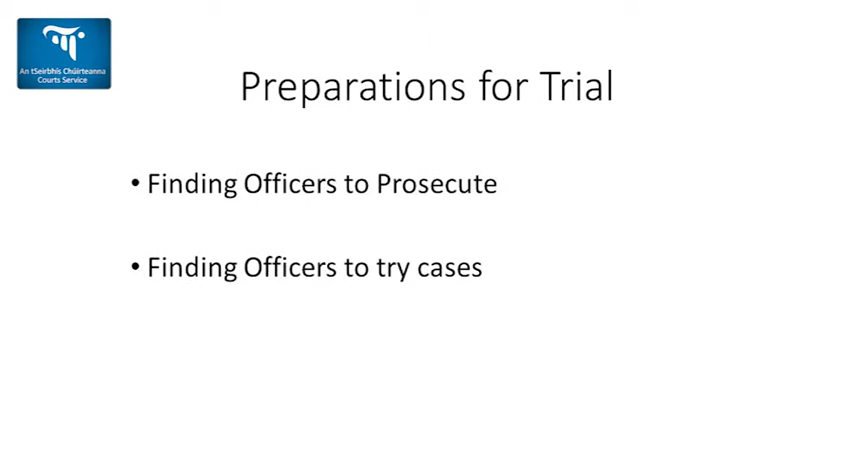 An tSeirbhís Chúirteanna
Courts Service
Preparations for Trial
• Finding Officers to Prosecute
• Finding Officers to try cases